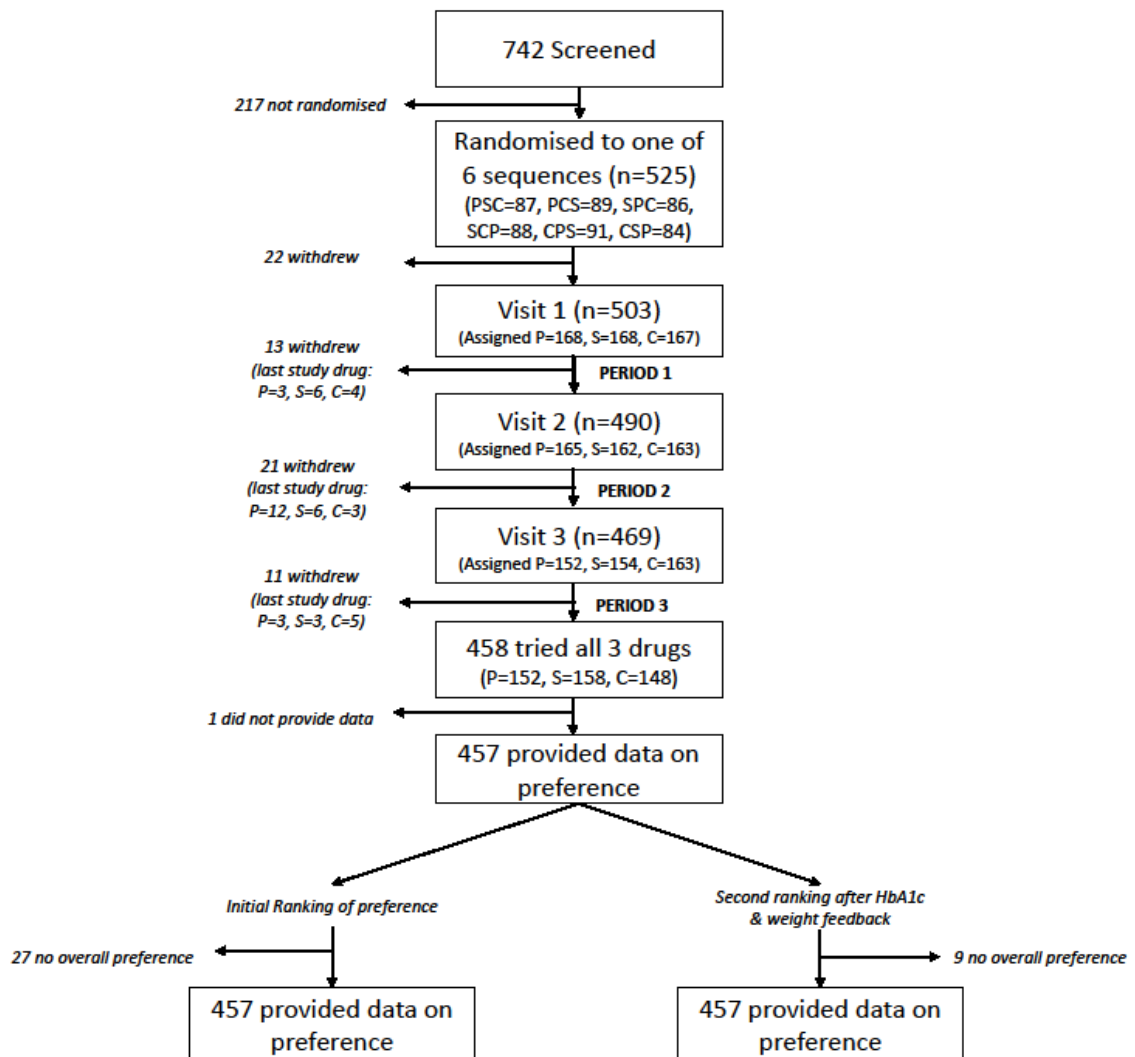 742 Screened
217 not randomised
Randomised to one of
6 sequences (n=525)
(PSC=87, PCS=89, SPC=86,
SCP=88, CPS=91, CSP=84)
22 withdrew
Visit 1 (n=503)
(Assigned P=168, S=168, C=167)
13 withdrew
(last study drug:
P=3, S=6, C=4)
PERIOD 1
Visit 2 (n=490)
(Assigned P=165, S=162, C=163)
21 withdrew
(last study drug:
P=12, S=6, C=3)
PERIOD 2
Visit 3 (n=469)
(Assigned P=152, S=154, C=163)
11 withdrew
(last study drug:
P=3, S=3, C=5)
PERIOD 3
458 tried all 3 drugs
(P=152, S=158, C=148)
1 did not provide data
457 provided data on
preference
Initial Ranking of preference
Second ranking after HbA1c
& weight feedback
27 no overall preference
9 no overall preference
457 provided data on
preference
457 provided data on
preference